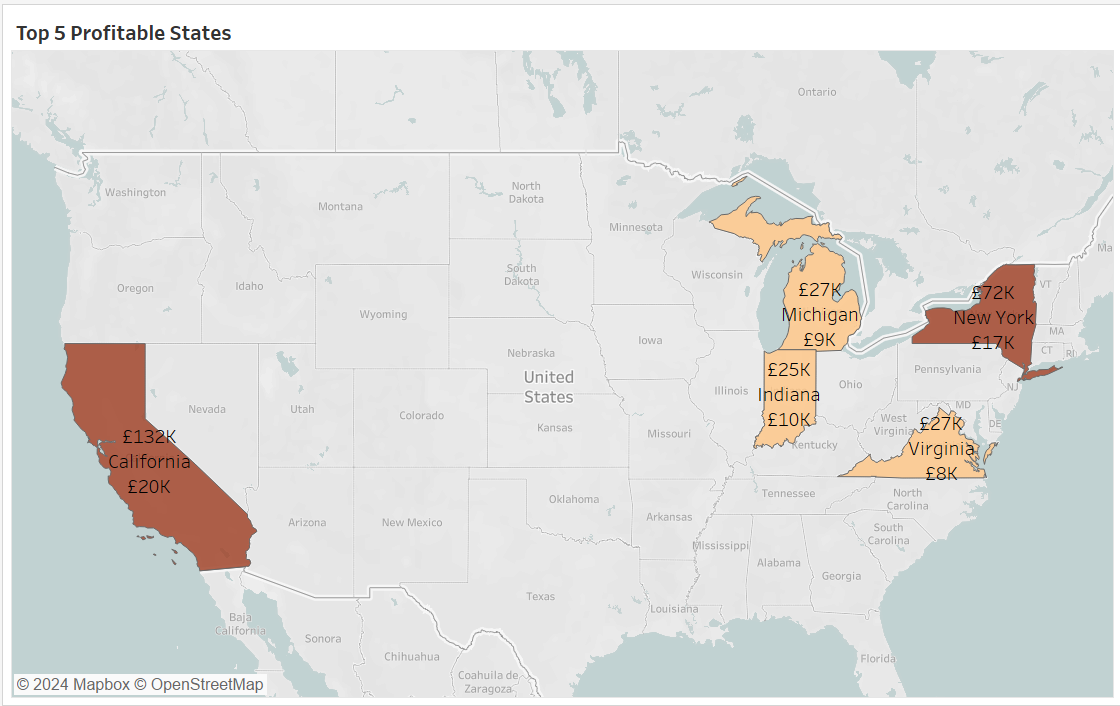 Top 5 Profitable States
Ontario
Washington
North
Dakota
Montana
Minnesota
Ma
Wisconsin
South
Dakota
Oregon
Idaho
VT
£27K
Michigan
£9K
£72K
New York
£17K
Wyoming
MA
CT
RI
Iowa
Nebraska
United
States
£25K
Indiana
£10K
Pennsylvania
Illinois
Ohio
NJ
Nevada
Utah
Colorado
Kansas
Missouri
MD
DE
West
Virginia
£27K
Virginia
£8K
£132K
California
£20K
Kentucky
Oklahoma
Tennessee
North
Carolina
Arizona
New Mexico
Arkansas
South
Carolina
Mississippi
Alabama
Georgia
Texas
Louisiana
Baja
California
Sonora
Chihuahua
Florida
Coahuila de
Zaragoza
© 2024 Mapbox © OpenStreetMap